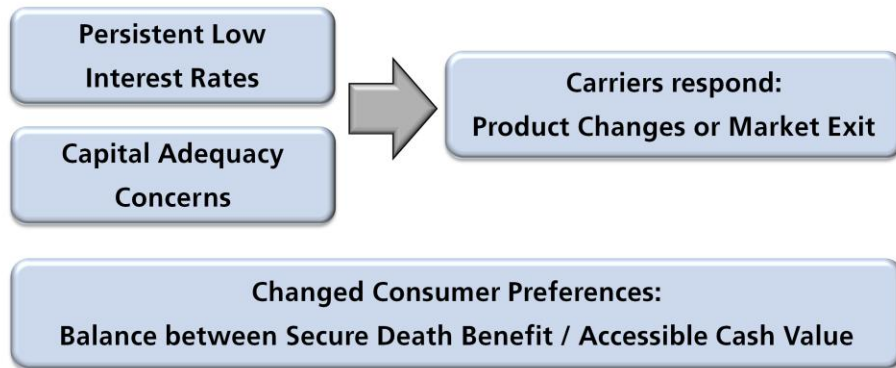 Persistent Low
Interest Rates
Capital Adequacy
Concerns
Carriers respond:
Product Changes or Market Exit
Changed Consumer Preferences:
Balance between Secure Death Benefit / Accessible Cash Value